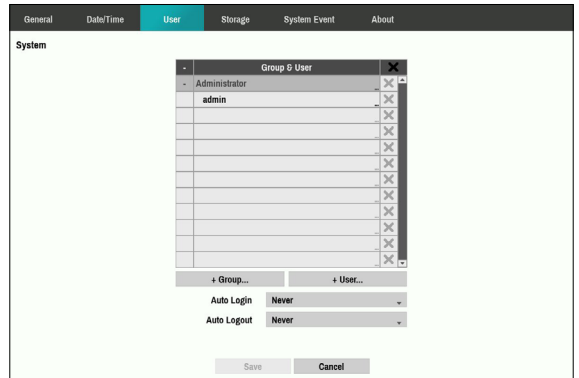 General Date/Time User Storage System Event About
System
- Group & User
- Administrator
admin
+ Group... + User...
Auto Login Never
Auto Logout Never
Save Cancel